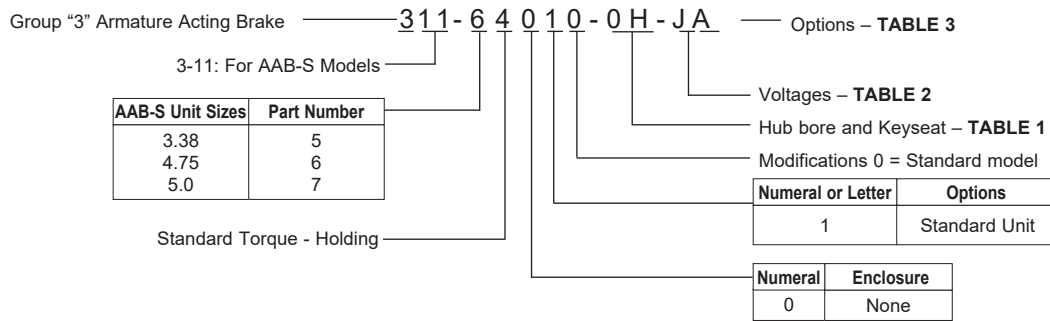 Group “3” Armature Acting Brake
311-64010-0H-JA
Options – TABLE 3
3-11: For AAB-S Models
Voltages – TABLE 2
AAB-S Unit Sizes Part Number
3.38 5
4.75 6
5.0 7
Hub bore and Keyseat – TABLE 1
Modifications 0 = Standard model
Numeral or Letter Options
1 Standard Unit
Standard Torque - Holding
Numeral Enclosure
0 None